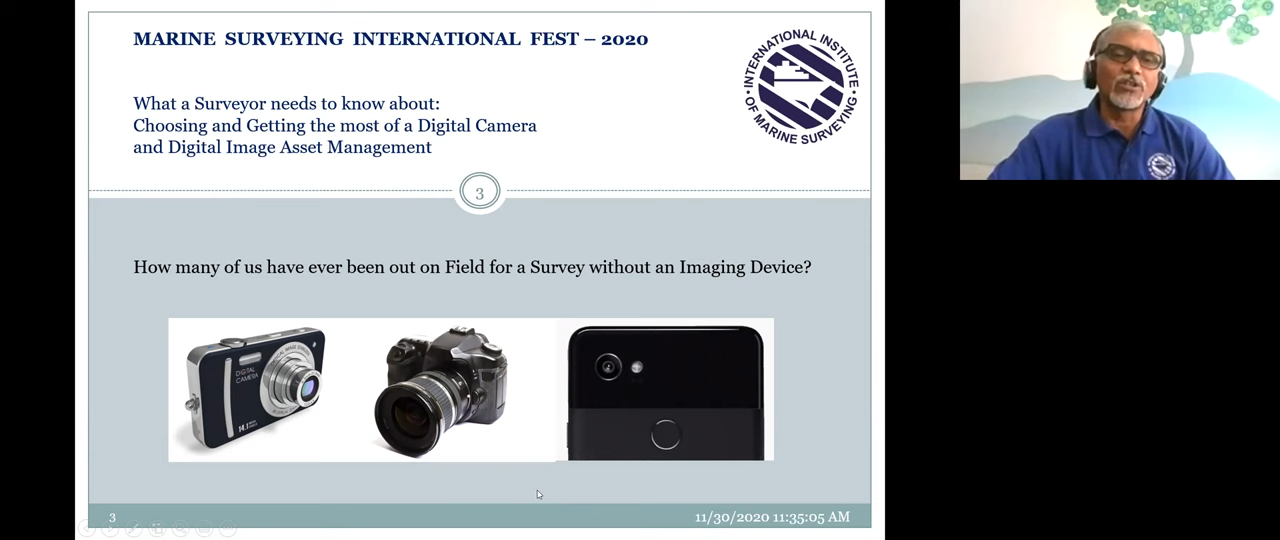 MARINE SURVEYING INTERNATIONAL FEST – 2020
INTERNATIONAL INSTITUTE
OF MARINE SURVEYING
What a Surveyor needs to know about:
Choosing and Getting the most of a Digital Camera
and Digital Image Asset Management
3
How many of us have ever been out on Field for a Survey without an Imaging Device?
DIGITAL
CAMERA
14.1
3
11/30/2020 11:35:05 AM